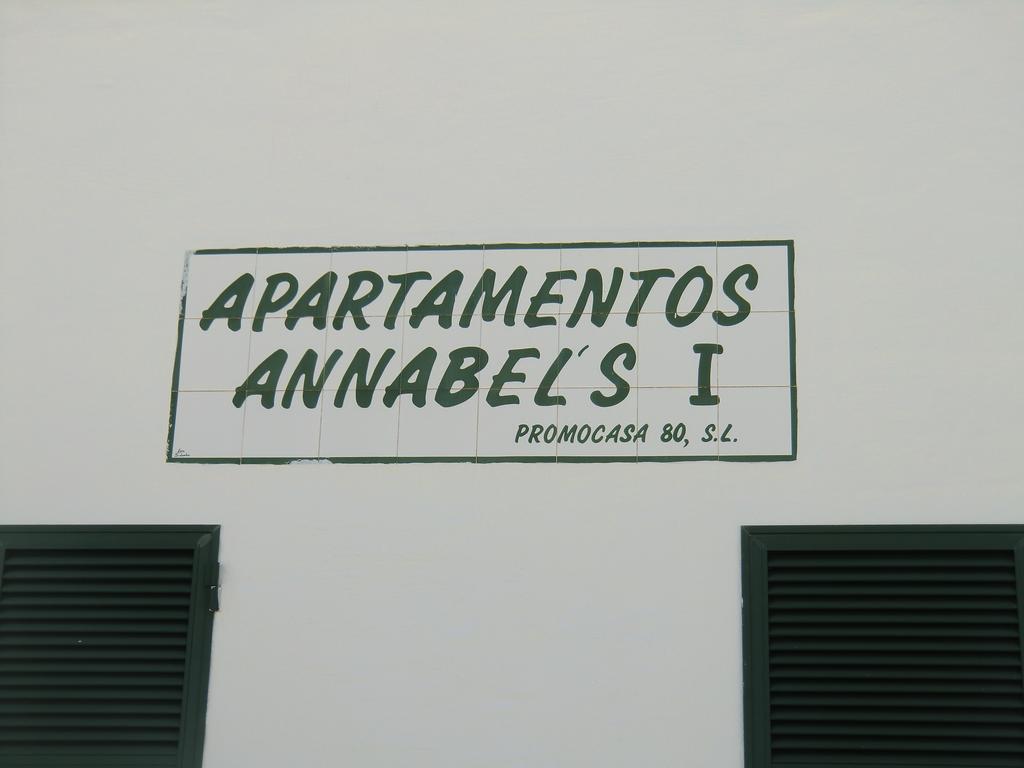 APARTAMENTOS
ANNABEL´S I
PROMOCASA 80, S.L.